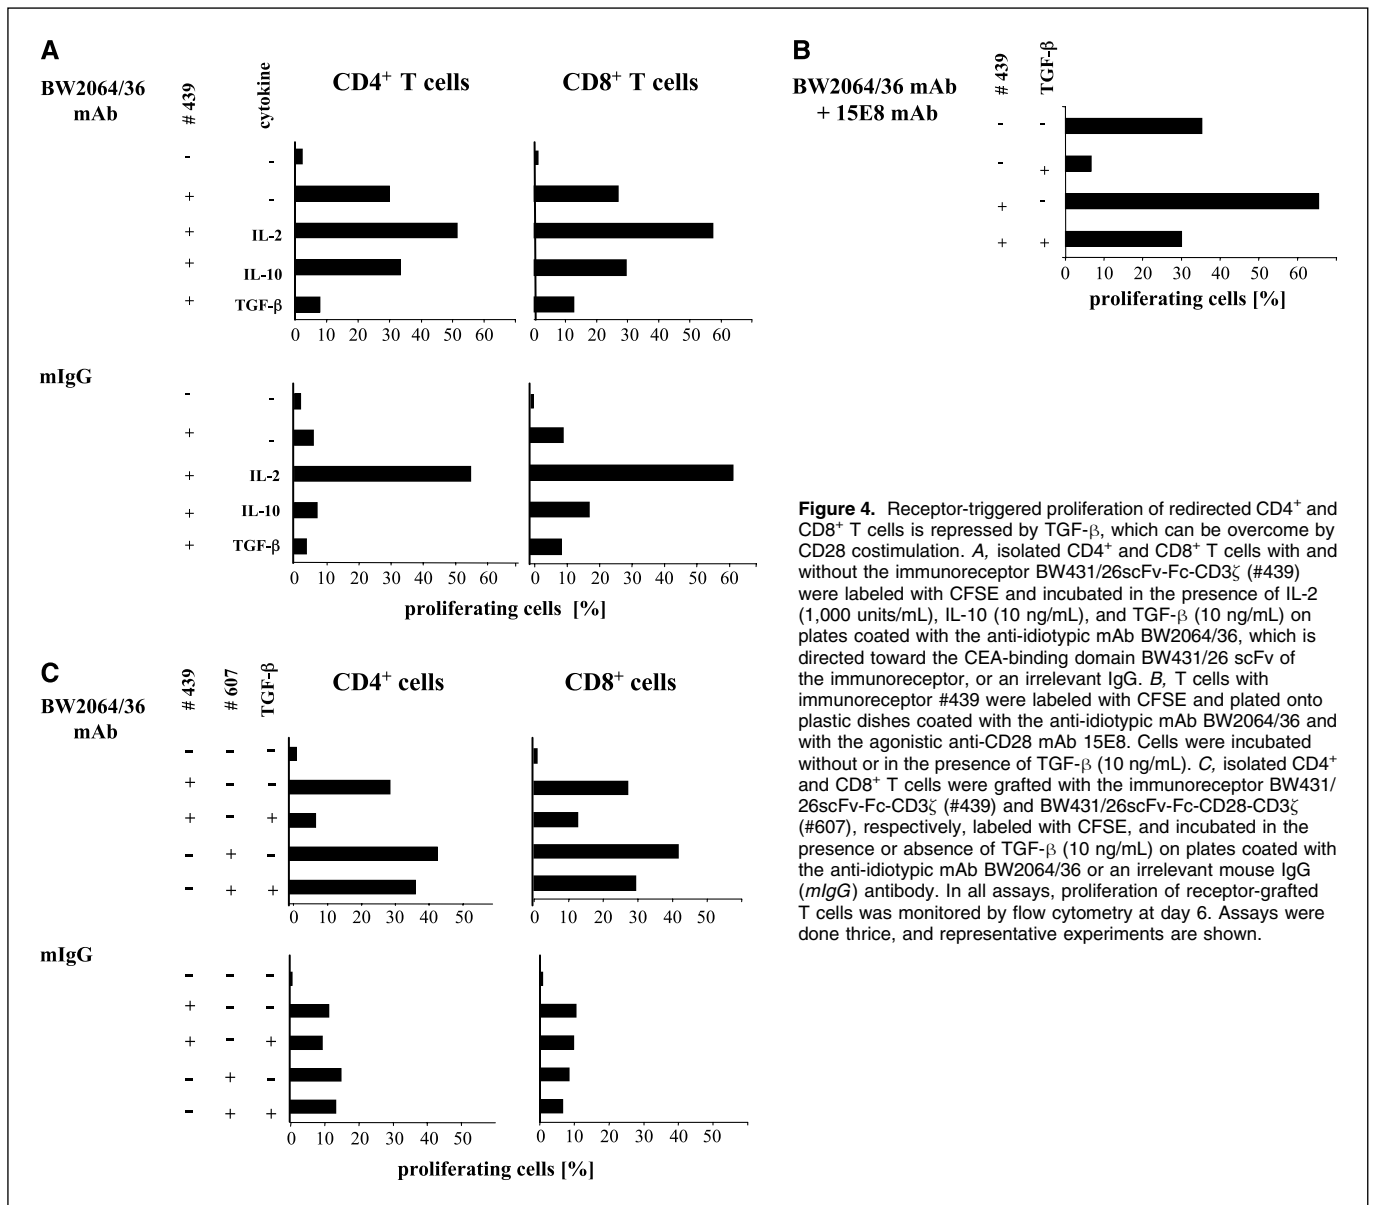 A
BW2064/36
mAb
# 439
cytokine
CD4+ T cells
CD8+ T cells
- -
+ -
+ IL-2
+ IL-10
+ TGF-β
0 10 20 30 40 50 60
0 10 20 30 40 50 60
mIgG
- -
+ -
+ IL-2
+ IL-10
+ TGF-β
0 10 20 30 40 50 60
0 10 20 30 40 50 60
proliferating cells [%]
B
BW2064/36 mAb
+ 15E8 mAb
# 439
TGF-β
- -
- +
+ -
+ +
0 10 20 30 40 50 60
proliferating cells [%]
C
BW2064/36
mAb
# 439
# 607
TGF-β
CD4+ cells
CD8+ cells
- - -
+ - -
+ - +
- + -
- + +
0 10 20 30 40 50
0 10 20 30 40 50
mIgG
- - -
+ - -
+ - +
- + -
- + +
0 10 20 30 40 50
0 10 20 30 40 50
proliferating cells [%]
Figure 4. Receptor-triggered proliferation of redirected CD4+ and
CD8+ T cells is repressed by TGF-β, which can be overcome by
CD28 costimulation. A, isolated CD4+ and CD8+ T cells with and
without the immunoreceptor BW431/26scFv-Fc-CD3ζ (#439)
were labeled with CFSE and incubated in the presence of IL-2
(1,000 units/mL), IL-10 (10 ng/mL), and TGF-β (10 ng/mL) on
plates coated with the anti-idiotypic mAb BW2064/36, which is
directed toward the CEA-binding domain BW431/26 scFv of
the immunoreceptor, or an irrelevant IgG. B, T cells with
immunoreceptor #439 were labeled with CFSE and plated onto
plastic dishes coated with the anti-idiotypic mAb BW2064/36 and
with the agonistic anti-CD28 mAb 15E8. Cells were incubated
without or in the presence of TGF-β (10 ng/mL). C, isolated CD4+
and CD8+ T cells were grafted with the immunoreceptor BW431/
26scFv-Fc-CD3ζ (#439) and BW431/26scFv-Fc-CD28-CD3ζ
(#607), respectively, labeled with CFSE, and incubated in the
presence or absence of TGF-β (10 ng/mL) on plates coated with
the anti-idiotypic mAb BW2064/36 or an irrelevant mouse IgG
(mIgG) antibody. In all assays, proliferation of receptor-grafted
T cells was monitored by flow cytometry at day 6. Assays were
done thrice, and representative experiments are shown.